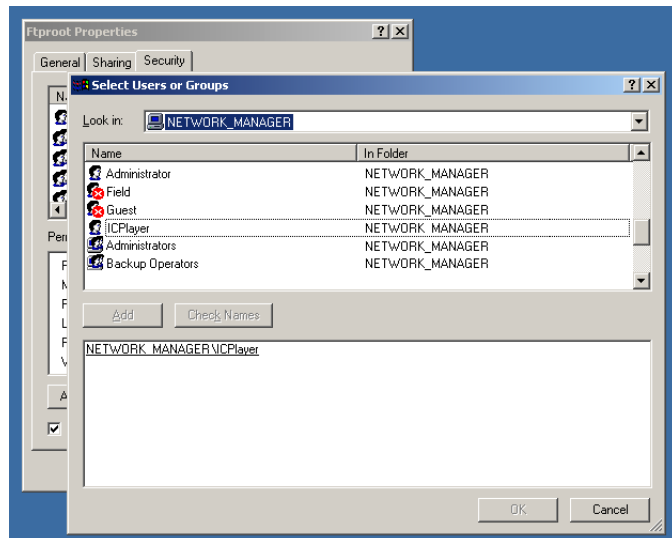 Ftproot Properties
General Sharing Security
Select Users or Groups
Look in: NETWORK_MANAGER
Name In Folder
Administrator NETWORK_MANAGER
Field NETWORK_MANAGER
Guest NETWORK_MANAGER
ICPlayer NETWORK_MANAGER
Administrators NETWORK_MANAGER
Backup Operators NETWORK_MANAGER
Add Check Names
NETWORK_MANAGER\ICPlayer
OK Cancel